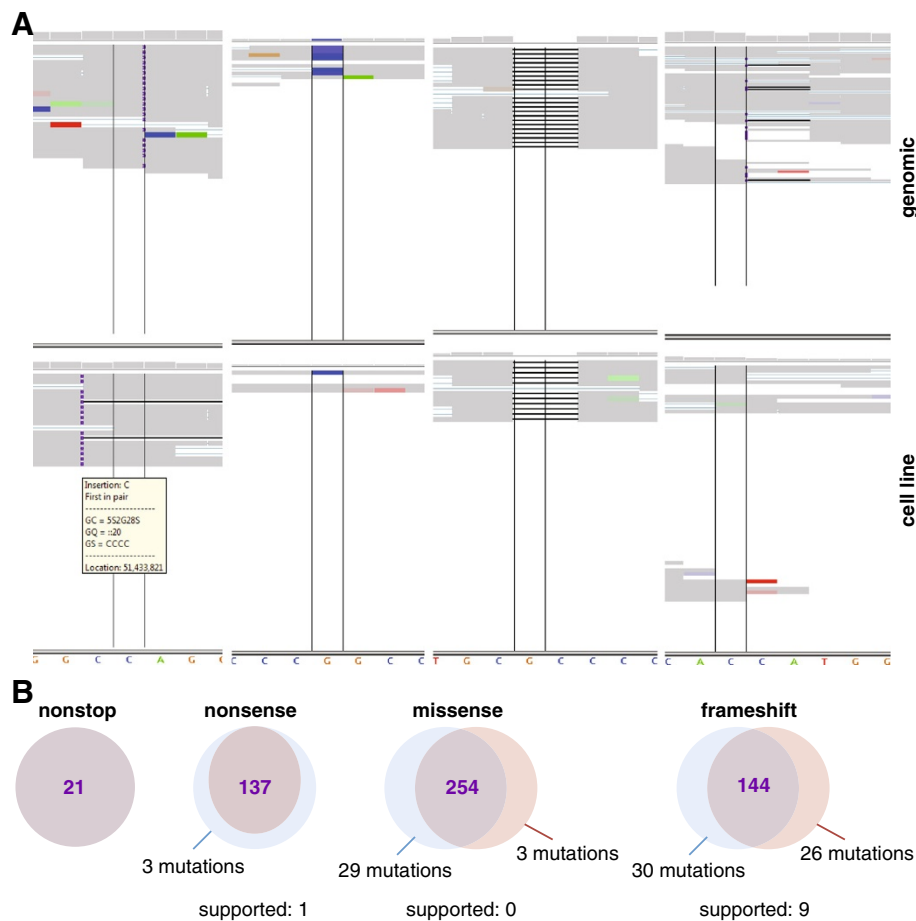 A
genomic
Insertion: C
First in pair
--------------------
GC = 5S2G28S
GQ = ::20
GS = CCCC
--------------------
Location: 51,433,821
cell line
G G C C A G
C C C G G C C
T G C G C C C C
C A C C A T G G
B
nonstop nonsense missense frameshift
21 137 254 144
3 mutations 29 mutations 3 mutations 30 mutations 26 mutations
supported: 1 supported: 0 supported: 9